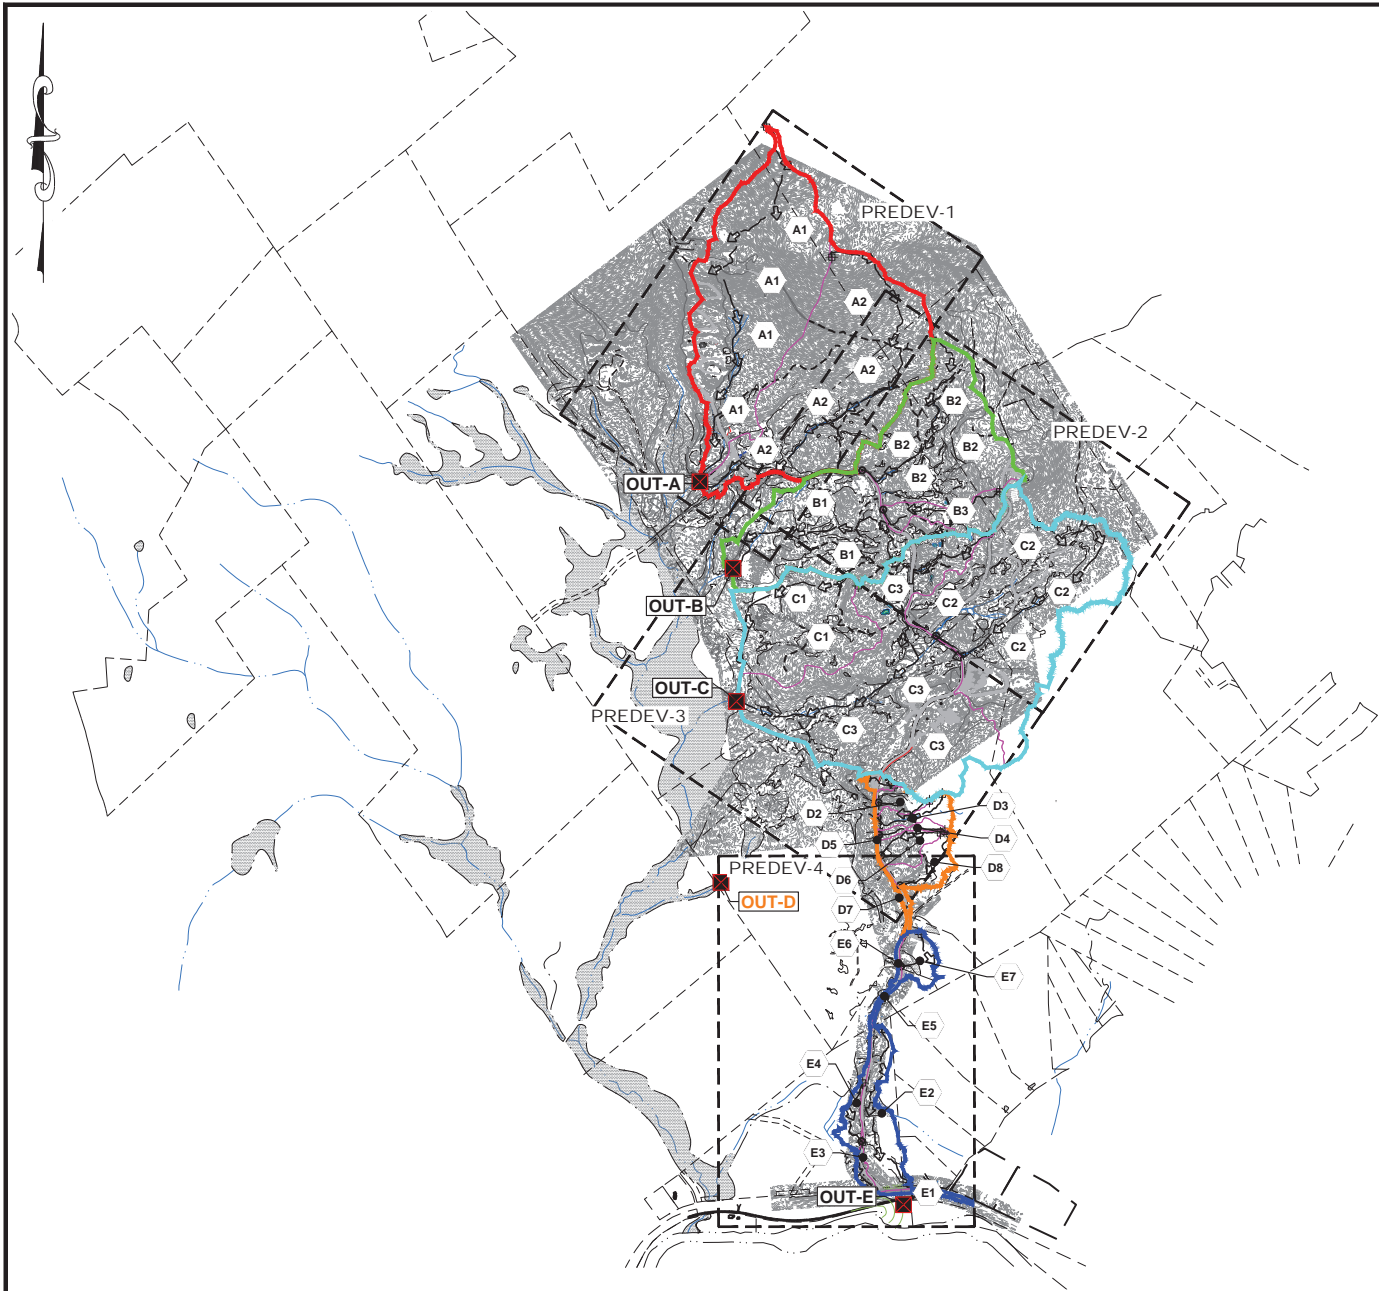 PREDEV-1
A1
A1
A2
A1
A2
A1
A2
B2
PREDEV-2
B2
B2
A2
B2
OUT-A
B1
B3
C2
B1
C3
C2
C1
C2
OUT-B
C1
C2
OUT-C
C3
PREDEV-3
C3
C3
D2
D3
D4
D5
PREDEV-4
D8
D6
OUT-D
D7
E6
E7
E5
E4
E2
E3
OUT-E
E1